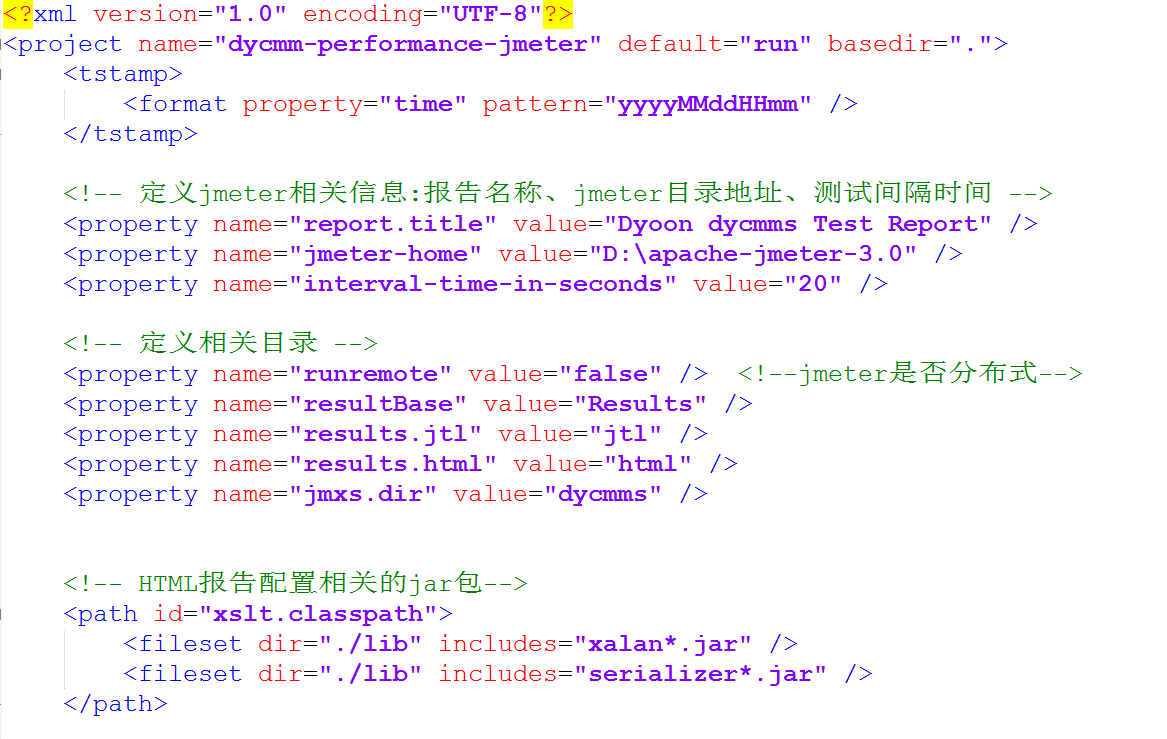 <?xml version="1.0" encoding="UTF-8"?>
<project name="dycmm-performance-jmeter" default="run" basedir=".">
    <tstamp>
        <format property="time" pattern="yyyyMMddHHmm" />
    </tstamp>
    <!-- 定义jmeter相关信息:报告名称、jmeter目录地址、测试间隔时间 -->
    <property name="report.title" value="Dyoon dycmms Test Report" />
    <property name="jmeter-home" value="D:\apache-jmeter-3.0" />
    <property name="interval-time-in-seconds" value="20" />
    <!-- 定义相关目录 -->
    <property name="runremote" value="false" />  <!--jmeter是否分布式-->
    <property name="resultBase" value="Results" />
    <property name="results.jtl" value="jtl" />
    <property name="results.html" value="html" />
    <property name="jmxs.dir" value="dycmms" />
    <!-- HTML报告配置相关的jar包-->
    <path id="xslt.classpath">
        <fileset dir="./lib" includes="xalan*.jar" />
        <fileset dir="./lib" includes="serializer*.jar" />
    </path>